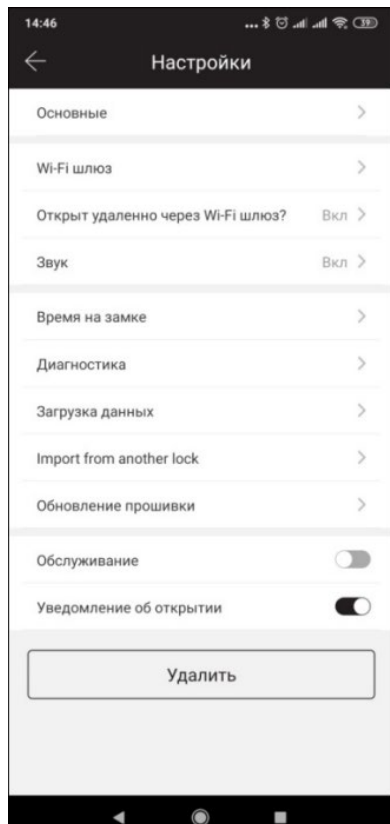 14:46
39
Настройки
Основные
Wi-Fi шлюз
Открыт удаленно через Wi-Fi шлюз? Вкл
Звук Вкл
Время на замке
Диагностика
Загрузка данных
Import from another lock
Обновление прошивки
Обслуживание
Уведомление об открытии
Удалить